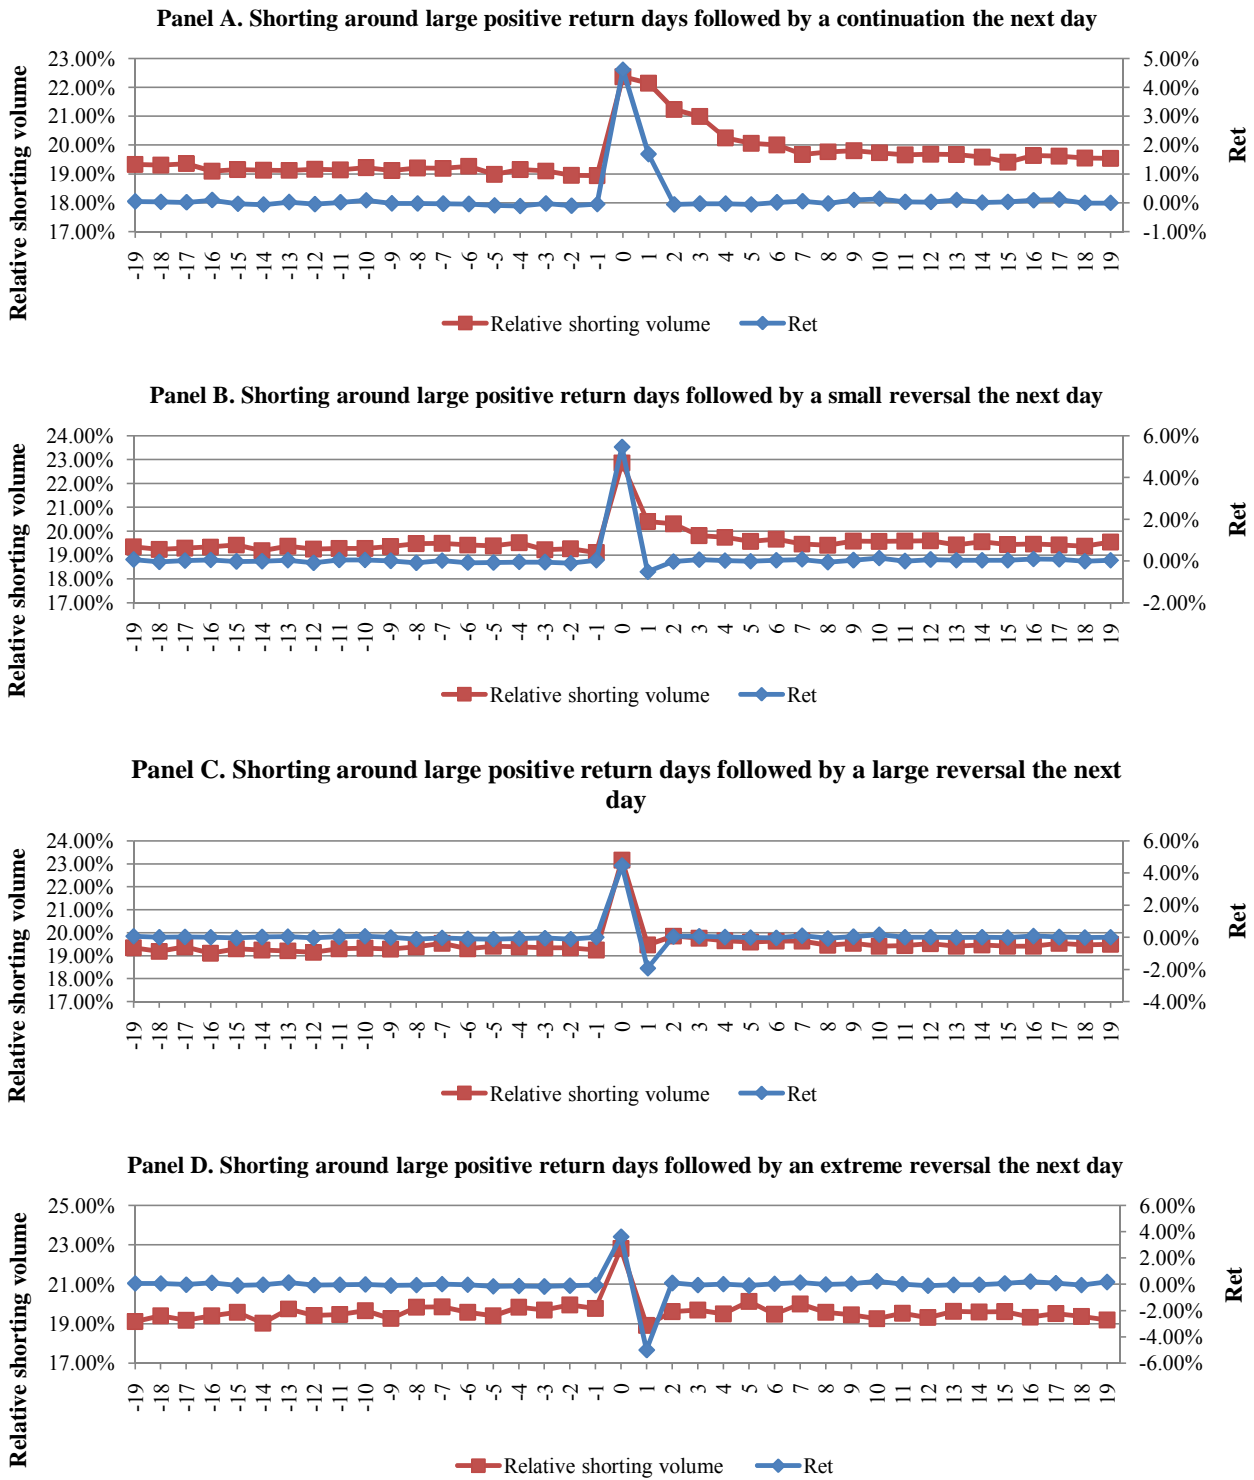 Panel A. Shorting around large positive return days followed by a continuation the next day
Relative shorting volume
23.00%
22.00%
21.00%
20.00%
19.00%
18.00%
17.00%
5.00%
4.00%
3.00%
2.00%
1.00%
0.00%
-1.00%
Ret
-19 -18 -17 -16 -15 -14 -13 -12 -11 -10 -9 -8 -7 -6 -5 -4 -3 -2 -1 0 1 2 3 4 5 6 7 8 9 10 11 12 13 14 15 16 17 18 19
Relative shorting volume Ret
Panel B. Shorting around large positive return days followed by a small reversal the next day
Relative shorting volume
24.00%
23.00%
22.00%
21.00%
20.00%
19.00%
18.00%
17.00%
6.00%
4.00%
2.00%
0.00%
-2.00%
Ret
-19 -18 -17 -16 -15 -14 -13 -12 -11 -10 -9 -8 -7 -6 -5 -4 -3 -2 -1 0 1 2 3 4 5 6 7 8 9 10 11 12 13 14 15 16 17 18 19
Relative shorting volume Ret
Panel C. Shorting around large positive return days followed by a large reversal the next
day
Relative shorting volume
24.00%
23.00%
22.00%
21.00%
20.00%
19.00%
18.00%
17.00%
6.00%
4.00%
2.00%
0.00%
-2.00%
-4.00%
Ret
-19 -18 -17 -16 -15 -14 -13 -12 -11 -10 -9 -8 -7 -6 -5 -4 -3 -2 -1 0 1 2 3 4 5 6 7 8 9 10 11 12 13 14 15 16 17 18 19
Relative shorting volume Ret
Panel D. Shorting around large positive return days followed by an extreme reversal the next day
Relative shorting volume
25.00%
23.00%
21.00%
19.00%
17.00%
6.00%
4.00%
2.00%
0.00%
-2.00%
-4.00%
-6.00%
Ret
-19 -18 -17 -16 -15 -14 -13 -12 -11 -10 -9 -8 -7 -6 -5 -4 -3 -2 -1 0 1 2 3 4 5 6 7 8 9 10 11 12 13 14 15 16 17 18 19
Relative shorting volume Ret